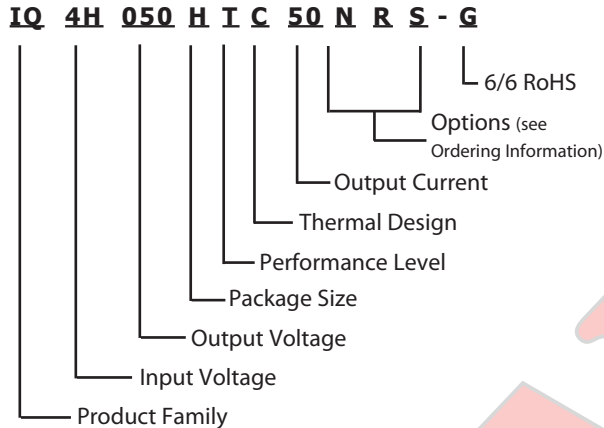 IQ 4H 050 H T C 50 N R S - G
6/6 RoHS
Options (see
Ordering Information)
Output Current
Thermal Design
Performance Level
Package Size
Output Voltage
Input Voltage
Product Family